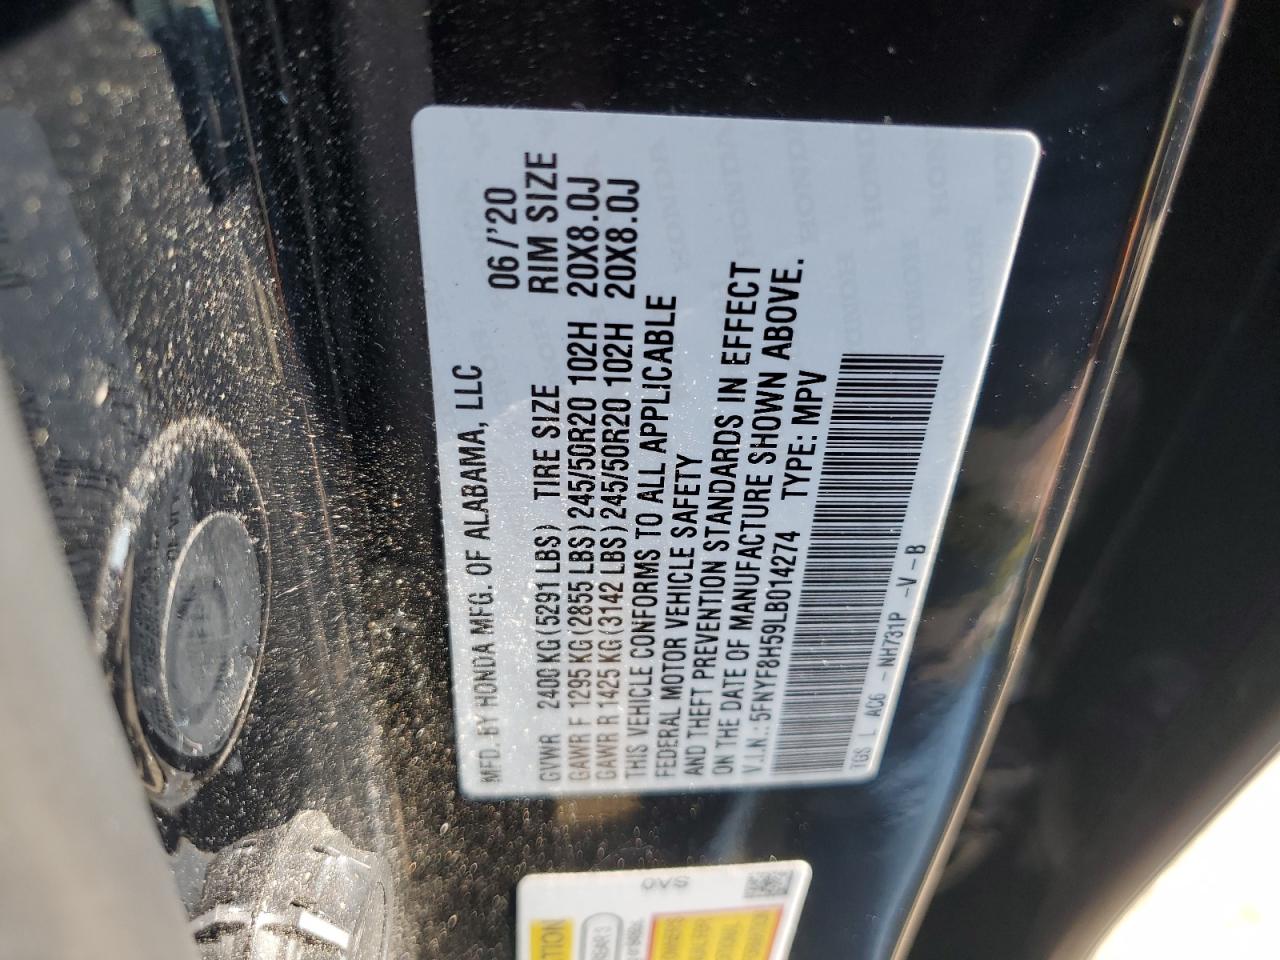 MFD. BY HONDA MFG. OF ALABAMA, LLC 06/'20
GVWR 2400 KG (5291 LBS) TIRE SIZE RIM SIZE
GAWR F 1295 KG (2855 LBS) 245/50R20 102H 20X8.0J
GAWR R 1425 KG (3142 LBS) 245/50R20 102H 20X8.0J
THIS VEHICLE CONFORMS TO ALL APPLICABLE
FEDERAL MOTOR VEHICLE SAFETY
AND THEFT PREVENTION STANDARDS IN EFFECT
ON THE DATE OF MANUFACTURE SHOWN ABOVE.
V.I.N.: 5FNYF8H59LB014274 TYPE: MPV
TGS L AC6 -NH731P -V -B
OVS